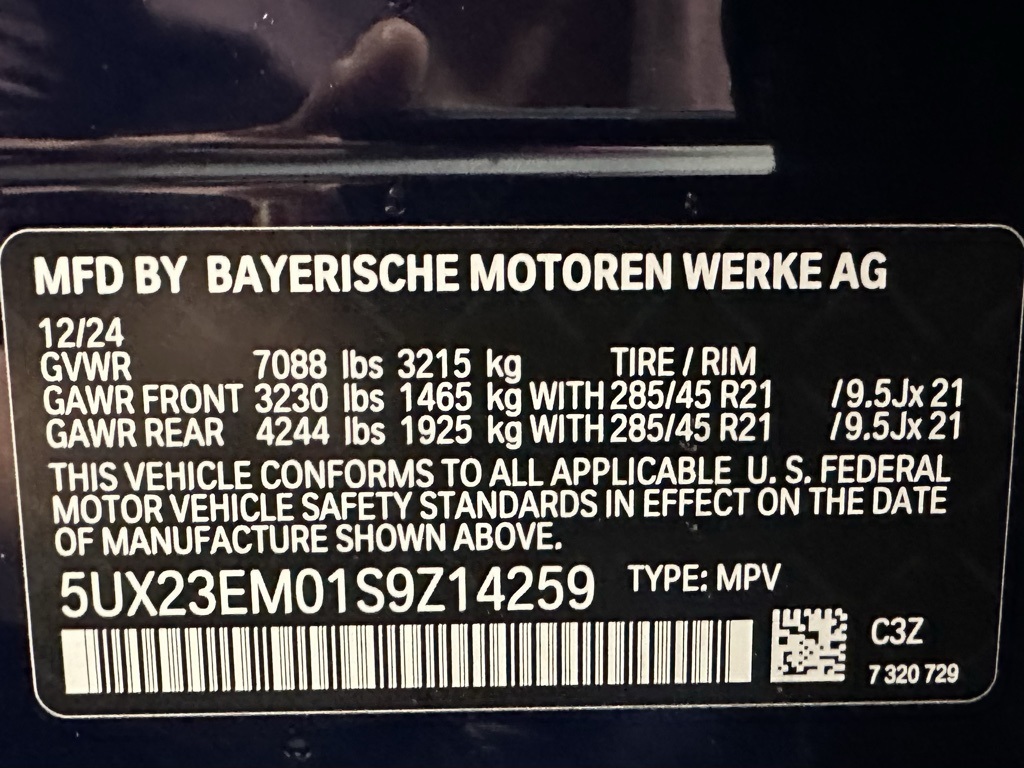 MFD BY BAYERISCHE MOTOREN WERKE AG
12/24
GVWR 7088 lbs 3215 kg TIRE / RIM
GAWR FRONT 3230 lbs 1465 kg WITH 285/45 R21 /9.5Jx 21
GAWR REAR 4244 lbs 1925 kg WITH 285/45 R21 /9.5Jx 21
THIS VEHICLE CONFORMS TO ALL APPLICABLE U. S. FEDERAL
MOTOR VEHICLE SAFETY STANDARDS IN EFFECT ON THE DATE
OF MANUFACTURE SHOWN ABOVE.
5UX23EM01S9Z14259 TYPE: MPV
C3Z
7 320 729